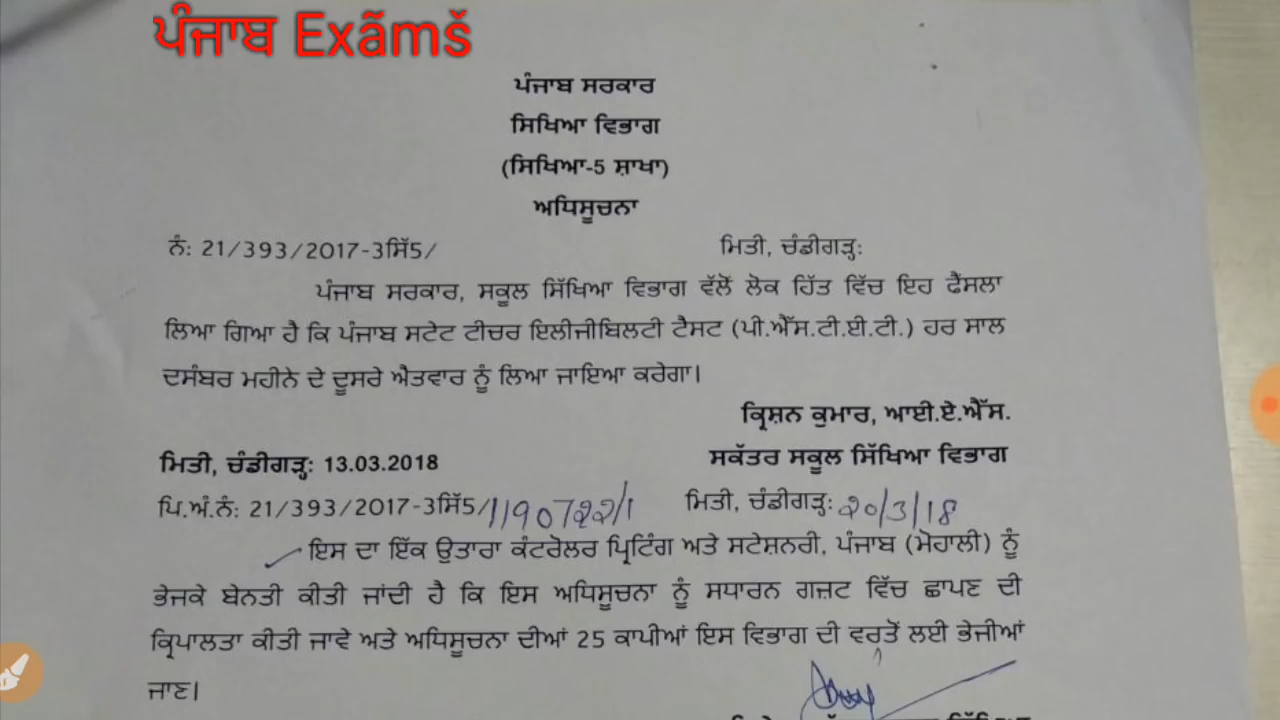 ਪੰਜਾਬ Exãmš
ਪੰਜਾਬ ਸਰਕਾਰ
ਸਿਖਿਆ ਵਿਭਾਗ
(ਸਿਖਿਆ-5 ਸ਼ਾਖਾ)
ਅਧਿਸੂਚਨਾ
ਨੰ: 21/393/2017-3ਸਿੱ5/ ਮਿਤੀ, ਚੰਡੀਗੜ੍ਹ:
ਪੰਜਾਬ ਸਰਕਾਰ, ਸਕੂਲ ਸਿੱਖਿਆ ਵਿਭਾਗ ਵੱਲੋਂ ਲੋਕ ਹਿੱਤ ਵਿੱਚ ਇਹ ਫੈਂਸਲਾ
ਲਿਆ ਗਿਆ ਹੈ ਕਿ ਪੰਜਾਬ ਸਟੇਟ ਟੀਚਰ ਇਲੀਜੀਬਿਲਟੀ ਟੈਸਟ (ਪੀ.ਐੱਸ.ਟੀ.ਈ.ਟੀ.) ਹਰ ਸਾਲ
ਦਸੰਬਰ ਮਹੀਨੇ ਦੇ ਦੂਸਰੇ ਐਤਵਾਰ ਨੂੰ ਲਿਆ ਜਾਇਆ ਕਰੇਗਾ।
ਕ੍ਰਿਸ਼ਨ ਕੁਮਾਰ, ਆਈ.ਏ.ਐੱਸ.
ਮਿਤੀ, ਚੰਡੀਗੜ੍ਹ: 13.03.2018 ਸਕੱਤਰ ਸਕੂਲ ਸਿੱਖਿਆ ਵਿਭਾਗ
ਪਿ.ਅੰ.ਨੰ: 21/393/2017-3ਸਿੱ5/1190722/1 ਮਿਤੀ, ਚੰਡੀਗੜ੍ਹ: 20/3/18
ਇਸ ਦਾ ਇੱਕ ਉਤਾਰਾ ਕੰਟਰੋਲਰ ਪ੍ਰਿਟਿੰਗ ਅਤੇ ਸਟੇਸ਼ਨਰੀ, ਪੰਜਾਬ (ਮੋਹਾਲੀ) ਨੂੰ
ਭੇਜਕੇ ਬੇਨਤੀ ਕੀਤੀ ਜਾਂਦੀ ਹੈ ਕਿ ਇਸ ਅਧਿਸੂਚਨਾ ਨੂੰ ਸਧਾਰਨ ਗਜ਼ਟ ਵਿੱਚ ਛਾਪਣ ਦੀ
ਕ੍ਰਿਪਾਲਤਾ ਕੀਤੀ ਜਾਵੇ ਅਤੇ ਅਧਿਸੂਚਨਾ ਦੀਆਂ 25 ਕਾਪੀਆਂ ਇਸ ਵਿਭਾਗ ਦੀ ਵਰਤੋਂ ਲਈ ਭੇਜੀਆਂ
ਜਾਣ।